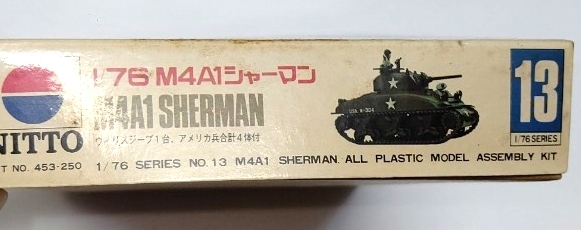 1/76 M4A1シャーマン
M4A1 SHERMAN
ウイリスジープ1台、アメリカ兵合計4体付
NITTO
T NO. 453-250
1/76 SERIES NO.13 M4A1 SHERMAN. ALL PLASTIC MODEL ASSEMBLY KIT
13
1/76 SERIES